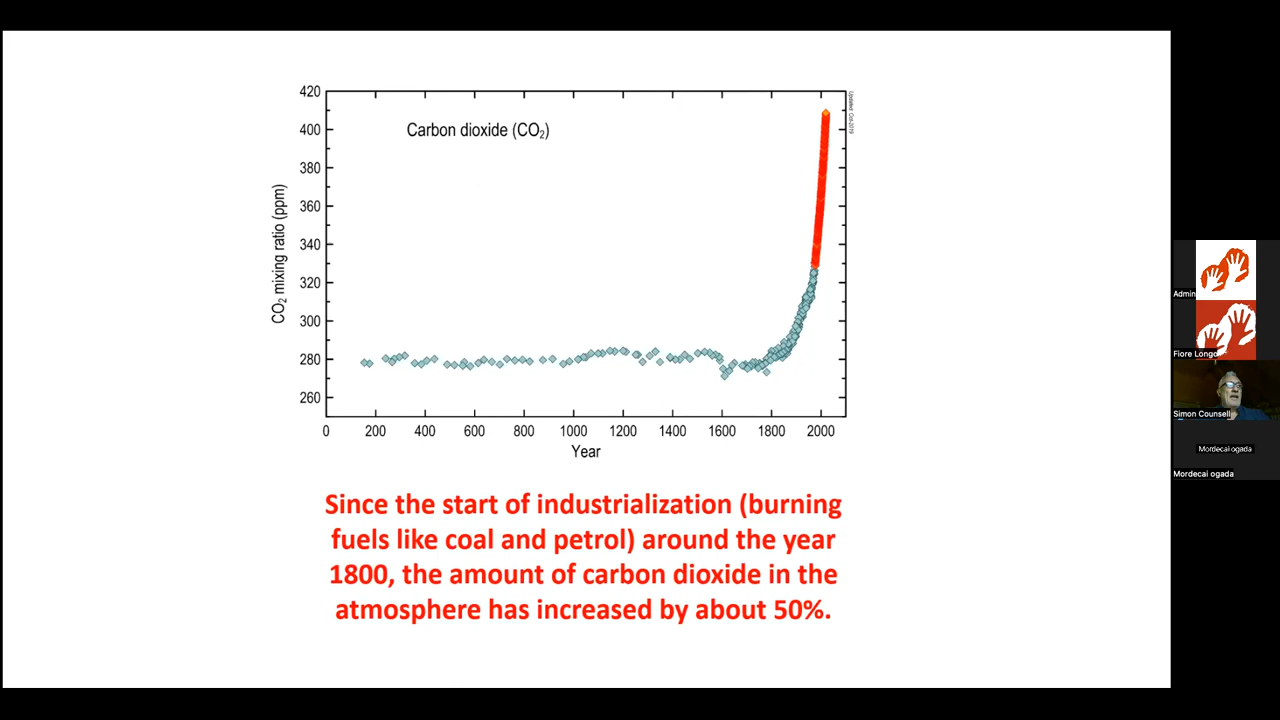 420
400
380
360
340
320
300
280
260
Carbon dioxide (CO₂)
CO₂ mixing ratio (ppm)
Updated Oct-2019
0 200 400 600 800 1000 1200 1400 1600 1800 2000
Year
Since the start of industrialization (burning
fuels like coal and petrol) around the year
1800, the amount of carbon dioxide in the
atmosphere has increased by about 50%.
Admin
Fiore Longo
Simon Counsell
Mordecai ogada
Mordecai ogada